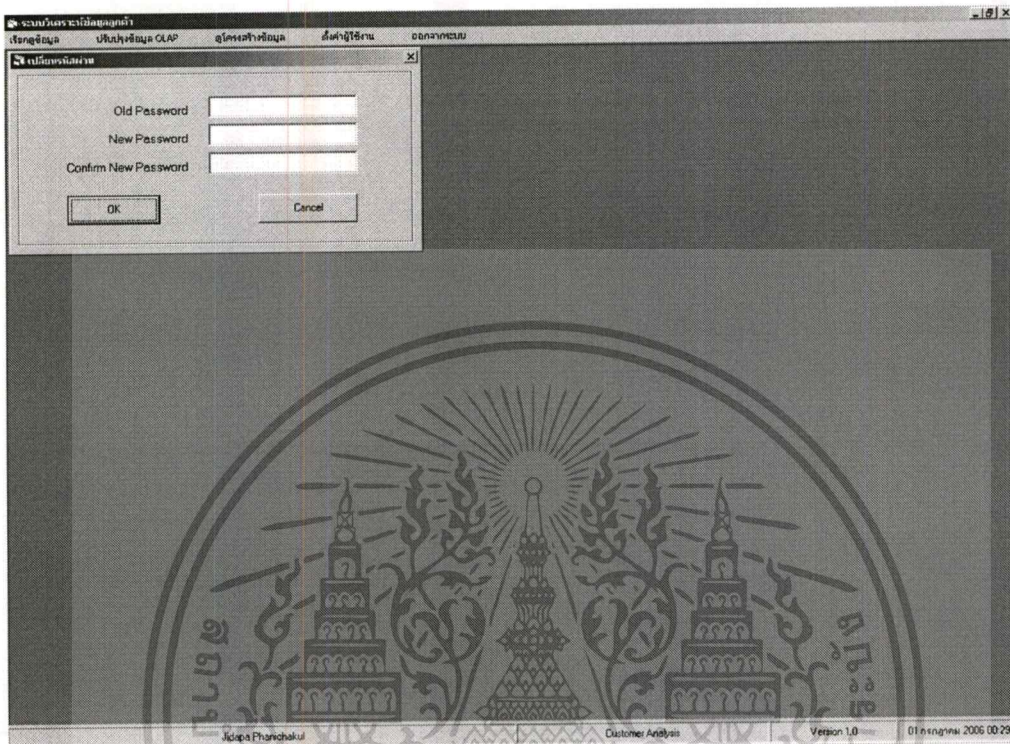 ระบบวิเคราะห์ข้อมูลลูกค้า
เรียกดูข้อมูล ปรับปรุงข้อมูล OLAP ดูโครงสร้างข้อมูล ตั้งค่าผู้ใช้งาน ออกจากระบบ
เปลี่ยนรหัสผ่าน
Old Password
New Password
Confirm New Password
OK Cancel
Jidapa Phanichakul Customer Analysis Version 1.0 01 กรกฎาคม 2006 00:29